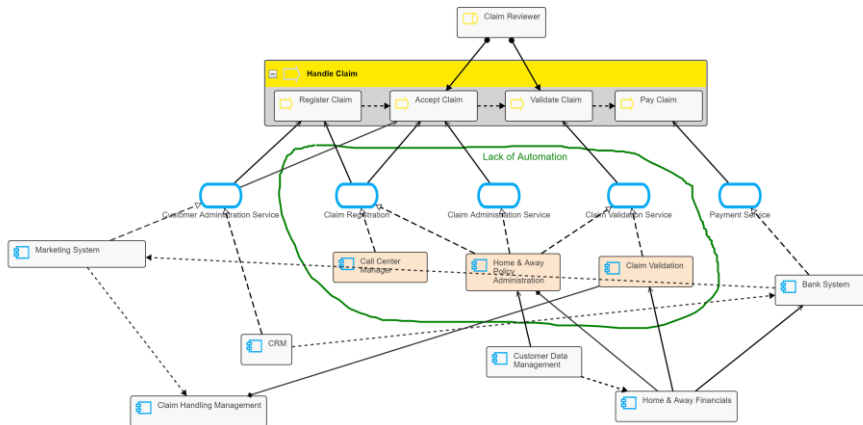 Claim Reviewer
Handle Claim
Register Claim
Accept Claim
Validate Claim
Pay Claim
Lack of Automation
Customer Administration Service
Claim Registration
Claim Administration Service
Claim Validation Service
Payment Service
Marketing System
Call Center
Manager
Home & Away
Policy
Administration
Claim Validation
Bank System
CRM
Customer Data
Management
Claim Handling Management
Home & Away Financials